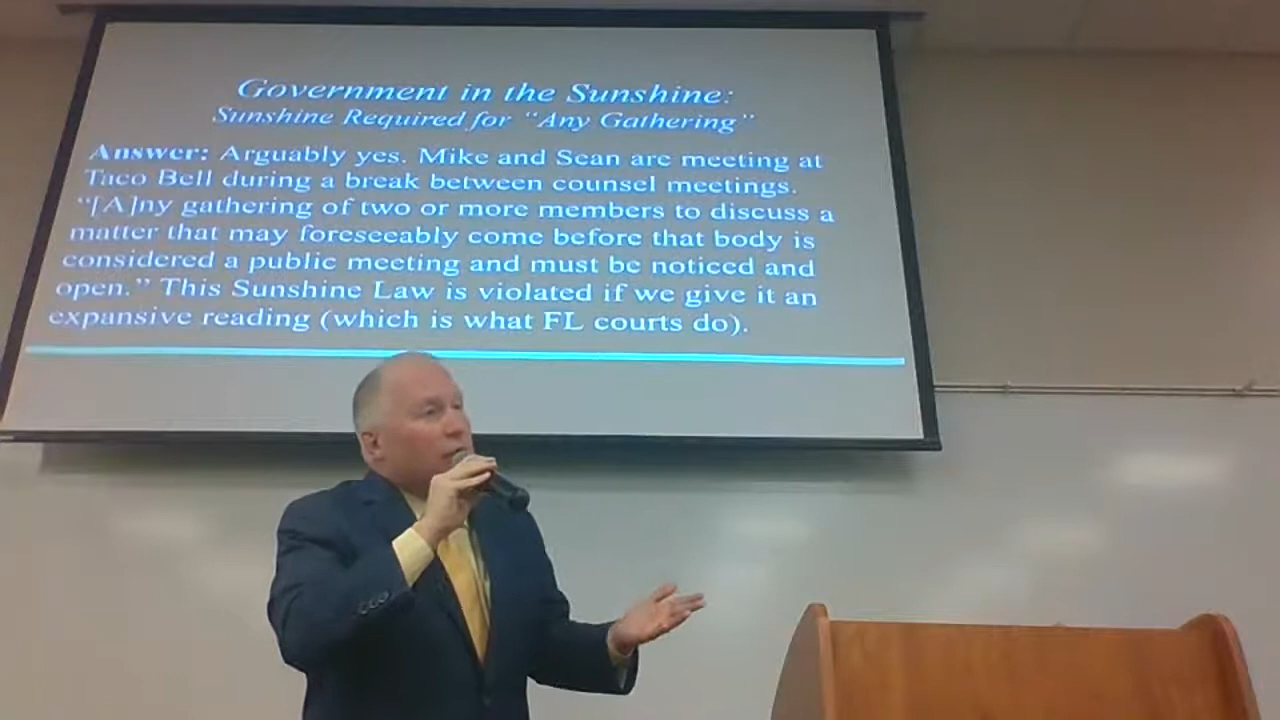 Government in the Sunshine:
Sunshine Required for "Any Gathering"
Answer: Arguably yes. Mike and Sean are meeting at
Taco Bell during a break between counsel meetings.
"[A]ny gathering of two or more members to discuss a
matter that may foreseeably come before that body is
considered a public meeting and must be noticed and
open." This Sunshine Law is violated if we give it an
expansive reading (which is what FL courts do).